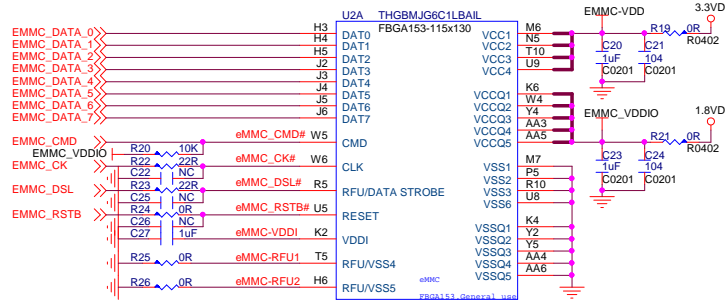 U2A THGBMJG6C1LBAIL
FBGA153-115x130
EMMC-VDD
3.3VD
EMMC_DATA_0 H3 DAT0 VCC1 M6
EMMC_DATA_1 H4 DAT1 VCC2 N5
EMMC_DATA_2 H5 DAT2 VCC3 T10
EMMC_DATA_3 J2 DAT3 VCC4 U9
EMMC_DATA_4 J3 DAT4
EMMC_DATA_5 J4 DAT5 VCCQ1 K6
EMMC_DATA_6 J5 DAT6 VCCQ2 W4
EMMC_DATA_7 J6 DAT7 VCCQ3 Y4
VCCQ4 AA3
VCCQ5 AA5
R19 0R
R0402
C20 C21
1uF 104
C0201 C0201
EMMC_VDDIO
1.8VD
R21 0R
R0402
C23 C24
1uF 104
C0201 C0201
EMMC_CMD eMMC_CMD# W5 CMD
EMMC_VDDIO R20 10K
EMMC_CK R22 22R eMMC_CK# W6 CLK VSS1 M7
C22 NC VSS2 P5
EMMC_DSL R23 22R eMMC_DSL# R5 RFU/DATA STROBE VSS3 R10
C25 NC VSS6 U8
EMMC_RSTB R24 0R eMMC_RSTB# U5 RESET
C26 NC VSSQ1 K4
C27 1uF eMMC-VDDI K2 VDDI VSSQ2 Y2
VSSQ3 Y5
R25 0R eMMC-RFU1 T5 RFU/VSS4 VSSQ4 AA4
VSSQ5 AA6
R26 0R eMMC-RFU2 H6 RFU/VSS5
eMMC
FBGA153.General use